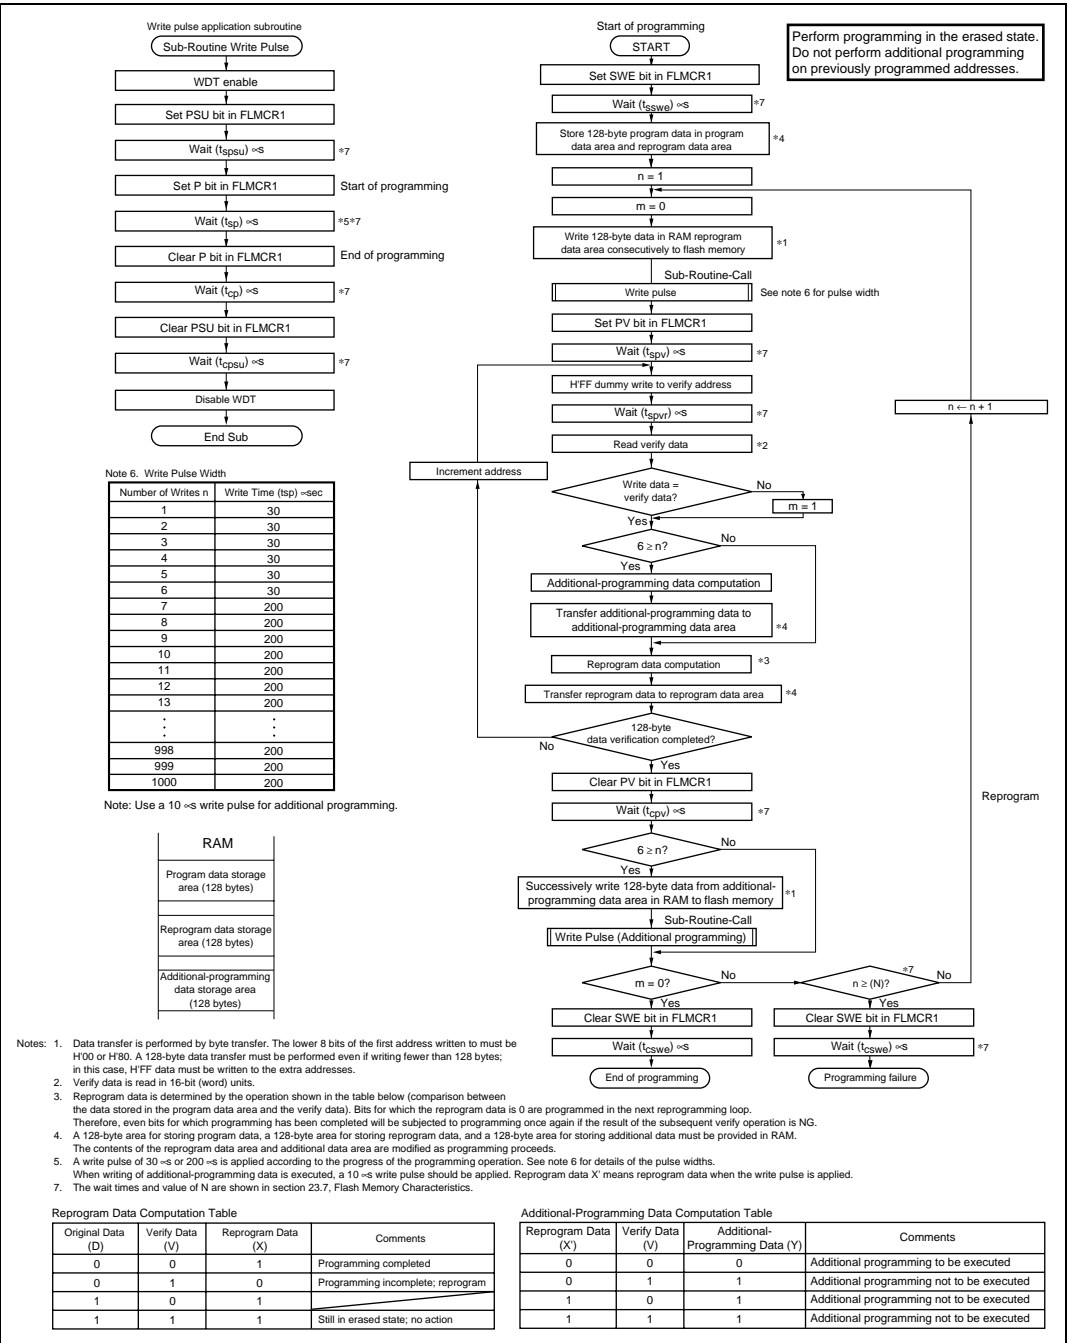 Write pulse application subroutine
Sub-Routine Write Pulse
WDT enable
Set PSU bit in FLMCR1
Wait (tspsu) ∝s
*7
Set P bit in FLMCR1
Start of programming
Wait (tsp) ∝s
*5*7
Clear P bit in FLMCR1
End of programming
Wait (tcp) ∝s
*7
Clear PSU bit in FLMCR1
Wait (tcpsu) ∝s
*7
Disable WDT
End Sub
Start of programming
START
Set SWE bit in FLMCR1
Wait (tsswe) ∝s
*7
Store 128-byte program data in program
data area and reprogram data area
*4
n = 1
m = 0
Write 128-byte data in RAM reprogram
data area consecutively to flash memory
*1
Sub-Routine-Call
Write pulse
See note 6 for pulse width
Set PV bit in FLMCR1
Wait (tspv) ∝s
*7
H'FF dummy write to verify address
Wait (tspvr) ∝s
*7
Read verify data
*2
Increment address
Write data =
verify data?
No
m = 1
Yes
6 ≥ n?
No
Yes
Additional-programming data computation
Transfer additional-programming data to
additional-programming data area
*4
Reprogram data computation
*3
Transfer reprogram data to reprogram data area
*4
128-byte
data verification completed?
No
Yes
Clear PV bit in FLMCR1
Wait (tcpv) ∝s
*7
6 ≥ n?
No
Yes
Successively write 128-byte data from additional-
programming data area in RAM to flash memory
*1
Sub-Routine-Call
Write Pulse (Additional programming)
m = 0?
No
Yes
Clear SWE bit in FLMCR1
Wait (tcswe) ∝s
End of programming
*7
n ≥ (N)?
No
Yes
Clear SWE bit in FLMCR1
Wait (tcswe) ∝s
*7
Programming failure
n ← n + 1
Reprogram
Perform programming in the erased state.
Do not perform additional programming
on previously programmed addresses.
Note 6. Write Pulse Width
Number of Writes n Write Time (tsp) ∝sec
1 30
2 30
3 30
4 30
5 30
6 30
7 200
8 200
9 200
10 200
11 200
12 200
13 200
⋮ ⋮
998 200
999 200
1000 200
Note: Use a 10 ∝s write pulse for additional programming.
RAM
Program data storage
area (128 bytes)
Reprogram data storage
area (128 bytes)
Additional-programming
data storage area
(128 bytes)
Notes: 1. Data transfer is performed by byte transfer. The lower 8 bits of the first address written to must be
H'00 or H'80. A 128-byte data transfer must be performed even if writing fewer than 128 bytes;
in this case, H'FF data must be written to the extra addresses.
2. Verify data is read in 16-bit (word) units.
3. Reprogram data is determined by the operation shown in the table below (comparison between
the data stored in the program data area and the verify data). Bits for which the reprogram data is 0 are programmed in the next reprogramming loop.
Therefore, even bits for which programming has been completed will be subjected to programming once again if the result of the subsequent verify operation is NG.
4. A 128-byte area for storing program data, a 128-byte area for storing reprogram data, and a 128-byte area for storing additional data must be provided in RAM.
The contents of the reprogram data area and additional data area are modified as programming proceeds.
5. A write pulse of 30 ∝s or 200 ∝s is applied according to the progress of the programming operation. See note 6 for details of the pulse widths.
When writing of additional-programming data is executed, a 10 ∝s write pulse should be applied. Reprogram data X' means reprogram data when the write pulse is applied.
7. The wait times and value of N are shown in section 23.7, Flash Memory Characteristics.
Reprogram Data Computation Table
Original Data (D) Verify Data (V) Reprogram Data (X) Comments
0 0 1 Programming completed
0 1 0 Programming incomplete; reprogram
1 0 1
1 1 1 Still in erased state; no action
Additional-Programming Data Computation Table
Reprogram Data (X') Verify Data (V) Additional-Programming Data (Y) Comments
0 0 0 Additional programming to be executed
0 1 1 Additional programming not to be executed
1 0 1 Additional programming not to be executed
1 1 1 Additional programming not to be executed